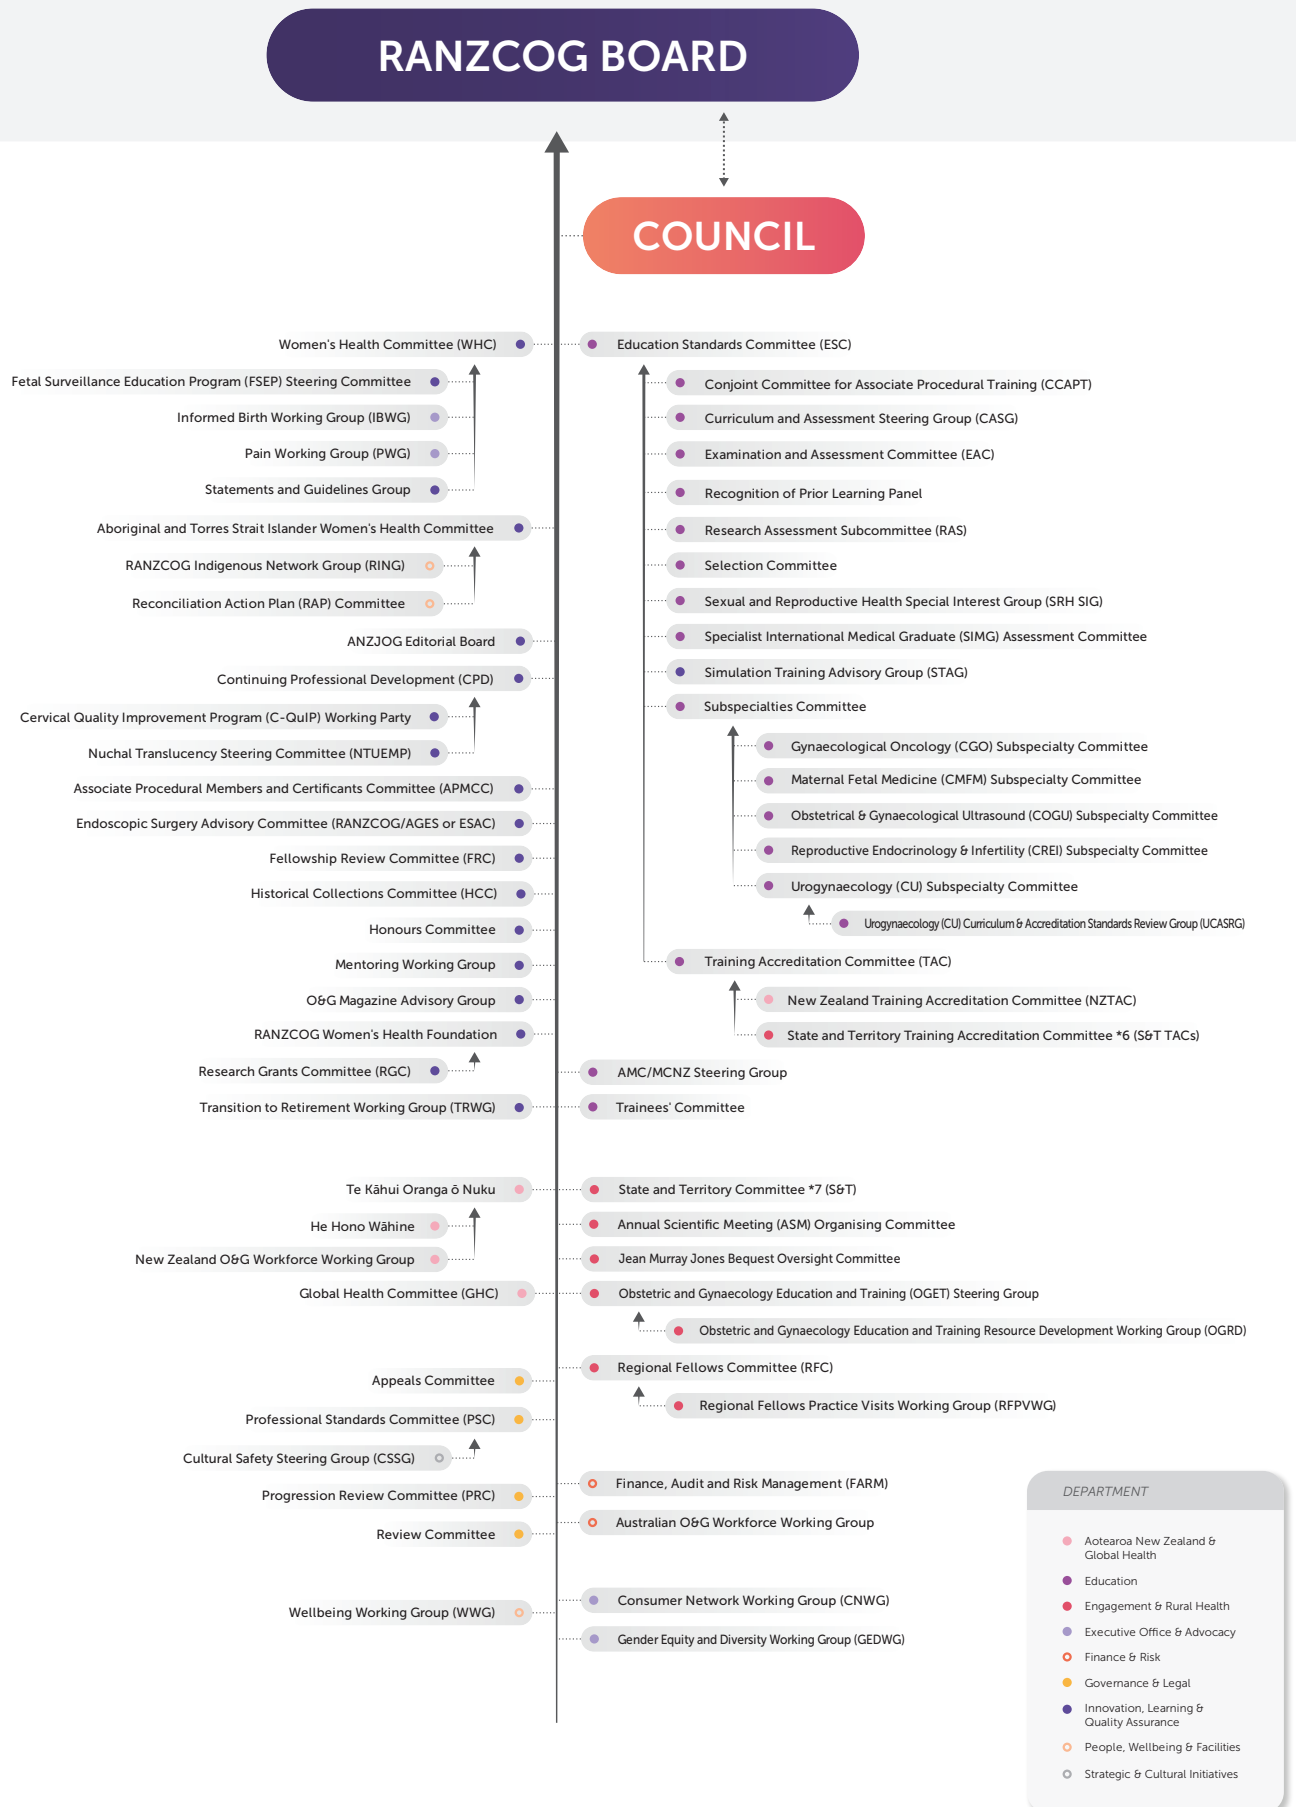 RANZCOG BOARD
COUNCIL
Women's Health Committee (WHC)
Fetal Surveillance Education Program (FSEP) Steering Committee
Informed Birth Working Group (IBWG)
Pain Working Group (PWG)
Statements and Guidelines Group
Aboriginal and Torres Strait Islander Women's Health Committee
RANZCOG Indigenous Network Group (RING)
Reconciliation Action Plan (RAP) Committee
ANZJOG Editorial Board
Continuing Professional Development (CPD)
Cervical Quality Improvement Program (C-QuIP) Working Party
Nuchal Translucency Steering Committee (NTUEMP)
Associate Procedural Members and Certificants Committee (APMCC)
Endoscopic Surgery Advisory Committee (RANZCOG/AGES or ESAC)
Fellowship Review Committee (FRC)
Historical Collections Committee (HCC)
Honours Committee
Mentoring Working Group
O&G Magazine Advisory Group
RANZCOG Women's Health Foundation
Research Grants Committee (RGC)
Transition to Retirement Working Group (TRWG)
Te Kāhui Oranga ō Nuku
He Hono Wāhine
New Zealand O&G Workforce Working Group
Global Health Committee (GHC)
Appeals Committee
Professional Standards Committee (PSC)
Cultural Safety Steering Group (CSSG)
Progression Review Committee (PRC)
Review Committee
Wellbeing Working Group (WWG)
Education Standards Committee (ESC)
Conjoint Committee for Associate Procedural Training (CCAPT)
Curriculum and Assessment Steering Group (CASG)
Examination and Assessment Committee (EAC)
Recognition of Prior Learning Panel
Research Assessment Subcommittee (RAS)
Selection Committee
Sexual and Reproductive Health Special Interest Group (SRH SIG)
Specialist International Medical Graduate (SIMG) Assessment Committee
Simulation Training Advisory Group (STAG)
Subspecialties Committee
Gynaecological Oncology (CGO) Subspecialty Committee
Maternal Fetal Medicine (CMFM) Subspecialty Committee
Obstetrical & Gynaecological Ultrasound (COGU) Subspecialty Committee
Reproductive Endocrinology & Infertility (CREI) Subspecialty Committee
Urogynaecology (CU) Subspecialty Committee
Urogynaecology (CU) Curriculum & Accreditation Standards Review Group (UCASRG)
Training Accreditation Committee (TAC)
New Zealand Training Accreditation Committee (NZTAC)
State and Territory Training Accreditation Committee *6 (S&T TACs)
AMC/MCNZ Steering Group
Trainees' Committee
State and Territory Committee *7 (S&T)
Annual Scientific Meeting (ASM) Organising Committee
Jean Murray Jones Bequest Oversight Committee
Obstetric and Gynaecology Education and Training (OGET) Steering Group
Obstetric and Gynaecology Education and Training Resource Development Working Group (OGRD)
Regional Fellows Committee (RFC)
Regional Fellows Practice Visits Working Group (RFPVWG)
Finance, Audit and Risk Management (FARM)
Australian O&G Workforce Working Group
Consumer Network Working Group (CNWG)
Gender Equity and Diversity Working Group (GEDWG)
DEPARTMENT
Aotearoa New Zealand &
Global Health
Education
Engagement & Rural Health
Executive Office & Advocacy
Finance & Risk
Governance & Legal
Innovation, Learning &
Quality Assurance
People, Wellbeing & Facilities
Strategic & Cultural Initiatives